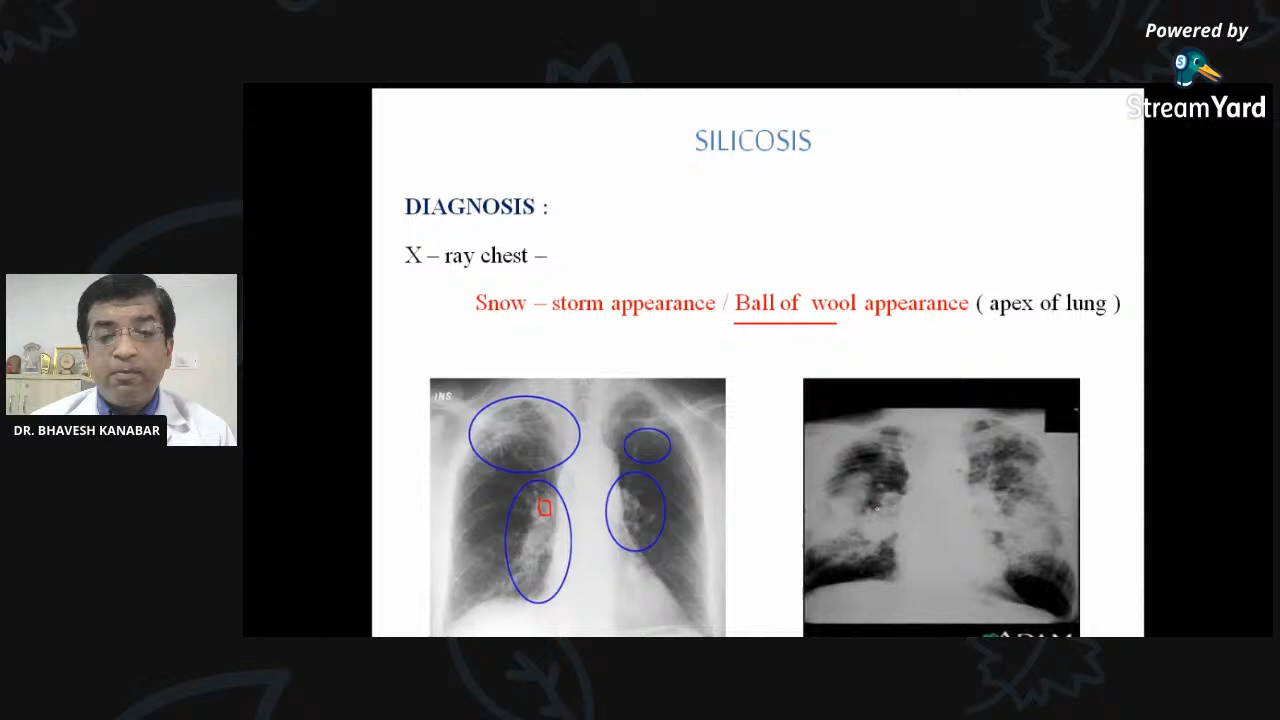 Powered by
StreamYard
SILICOSIS
DIAGNOSIS :
X – ray chest –
Snow – storm appearance / Ball of wool appearance ( apex of lung )
INS
DR. BHAVESH KANABAR